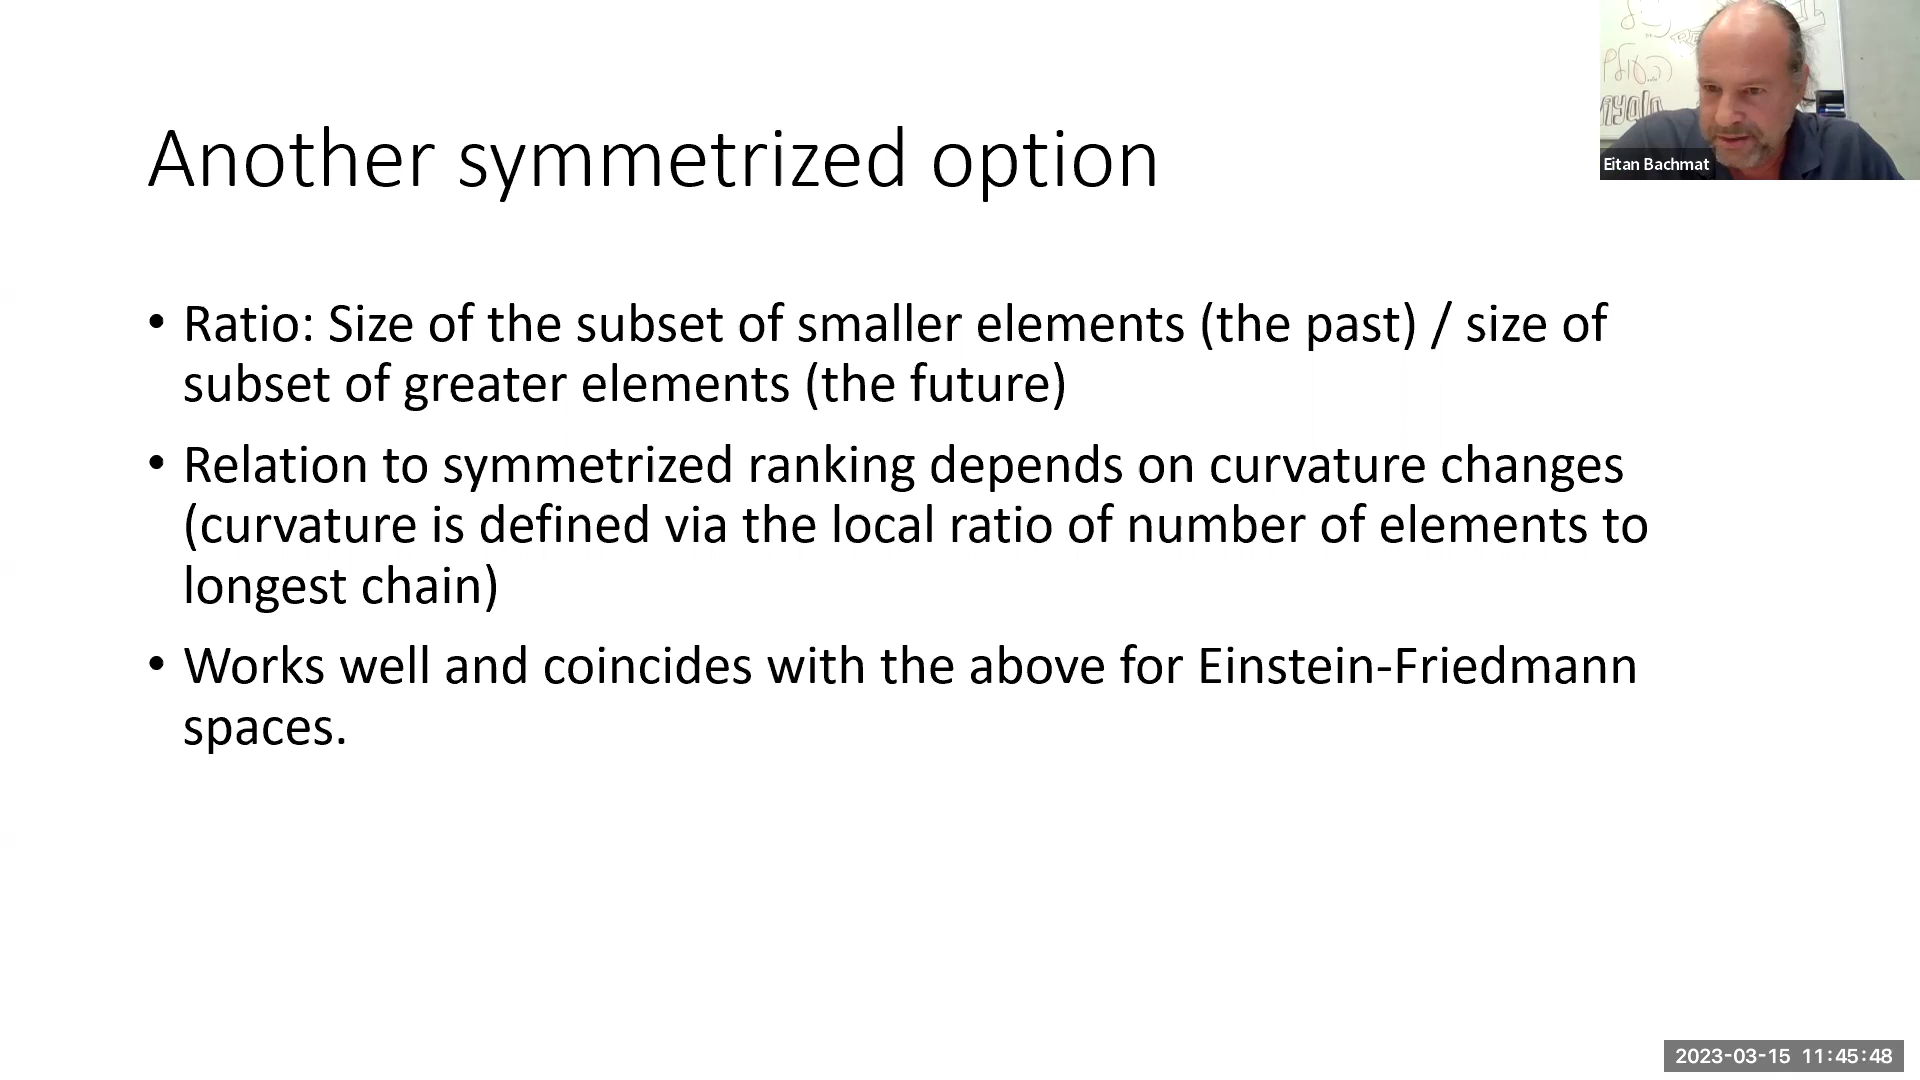 Another symmetrized option
• Ratio: Size of the subset of smaller elements (the past) / size of
subset of greater elements (the future)
• Relation to symmetrized ranking depends on curvature changes
(curvature is defined via the local ratio of number of elements to
longest chain)
• Works well and coincides with the above for Einstein-Friedmann
spaces.
Eitan Bachmat
2023-03-15 11:45:48